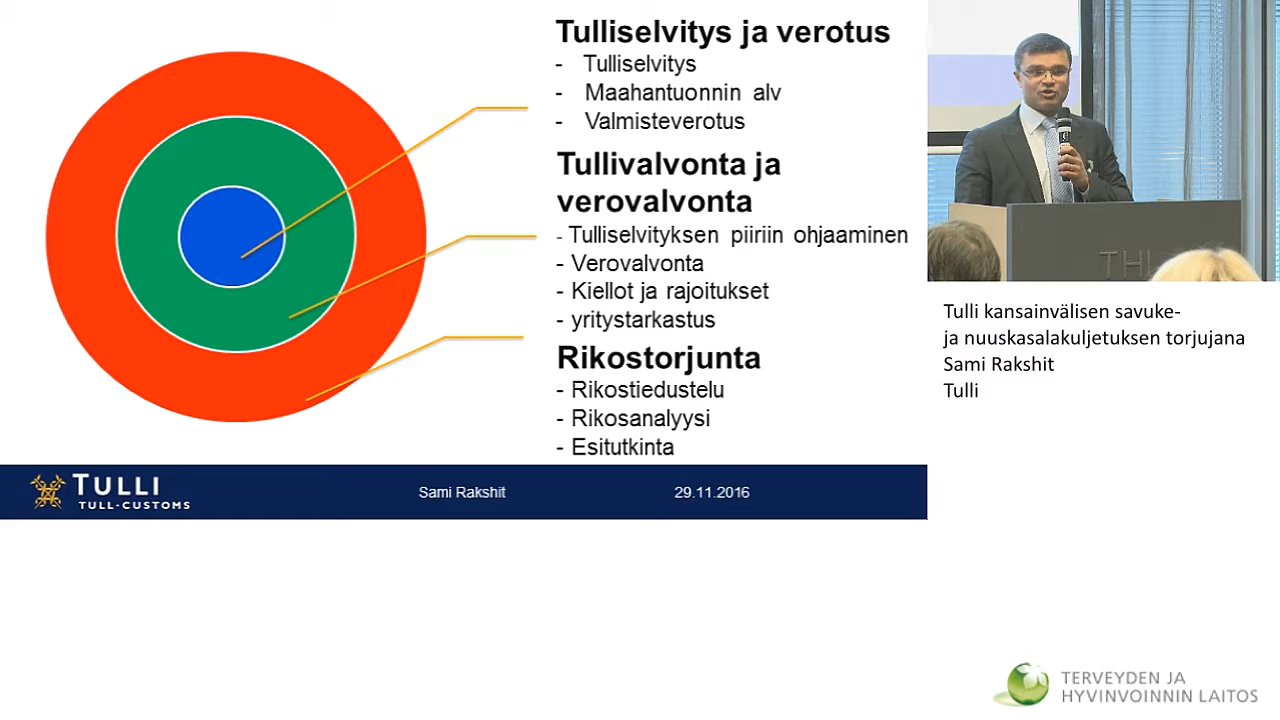 Tulliselvitys ja verotus
- Tulliselvitys
- Maahantuonnin alv
- Valmisteverotus
Tullivalvonta ja
verovalvonta
- Tulliselvityksen piiriin ohjaaminen
- Verovalvonta
- Kiellot ja rajoitukset
- yritystarkastus
Rikostorjunta
- Rikostiedustelu
- Rikosanalyysi
- Esitutkinta
TULLI
TULL·CUSTOMS
Sami Rakshit
29.11.2016
THL
Tulli kansainvälisen savuke-
ja nuuskasalakuljetuksen torjujana
Sami Rakshit
Tulli
TERVEYDEN JA
HYVINVOINNIN LAITOS